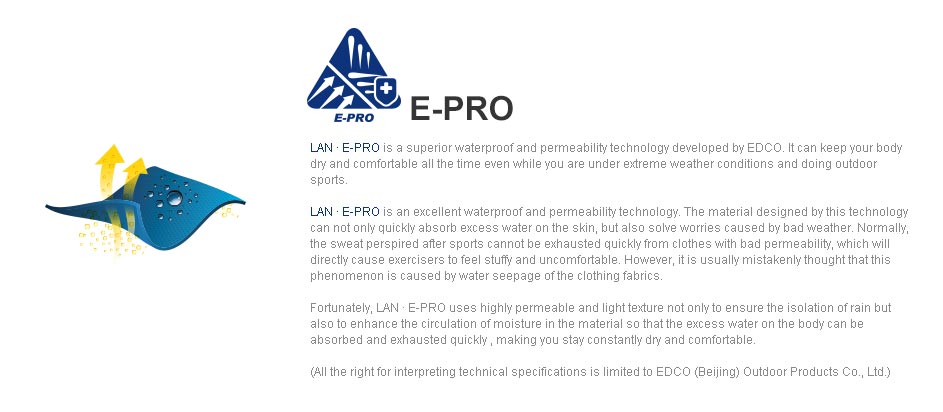 E-PRO
E-PRO
LAN · E-PRO is a superior waterproof and permeability technology developed by EDCO. It can keep your body
dry and comfortable all the time even while you are under extreme weather conditions and doing outdoor
sports.
LAN · E-PRO is an excellent waterproof and permeability technology. The material designed by this technology
can not only quickly absorb excess water on the skin, but also solve worries caused by bad weather. Normally,
the sweat perspired after sports cannot be exhausted quickly from clothes with bad permeability, which will
directly cause exercisers to feel stuffy and uncomfortable. However, it is usually mistakenly thought that this
phenomenon is caused by water seepage of the clothing fabrics.
Fortunately, LAN · E-PRO uses highly permeable and light texture not only to ensure the isolation of rain but
also to enhance the circulation of moisture in the material so that the excess water on the body can be
absorbed and exhausted quickly , making you stay constantly dry and comfortable.
(All the right for interpreting technical specifications is limited to EDCO (Beijing) Outdoor Products Co., Ltd.)